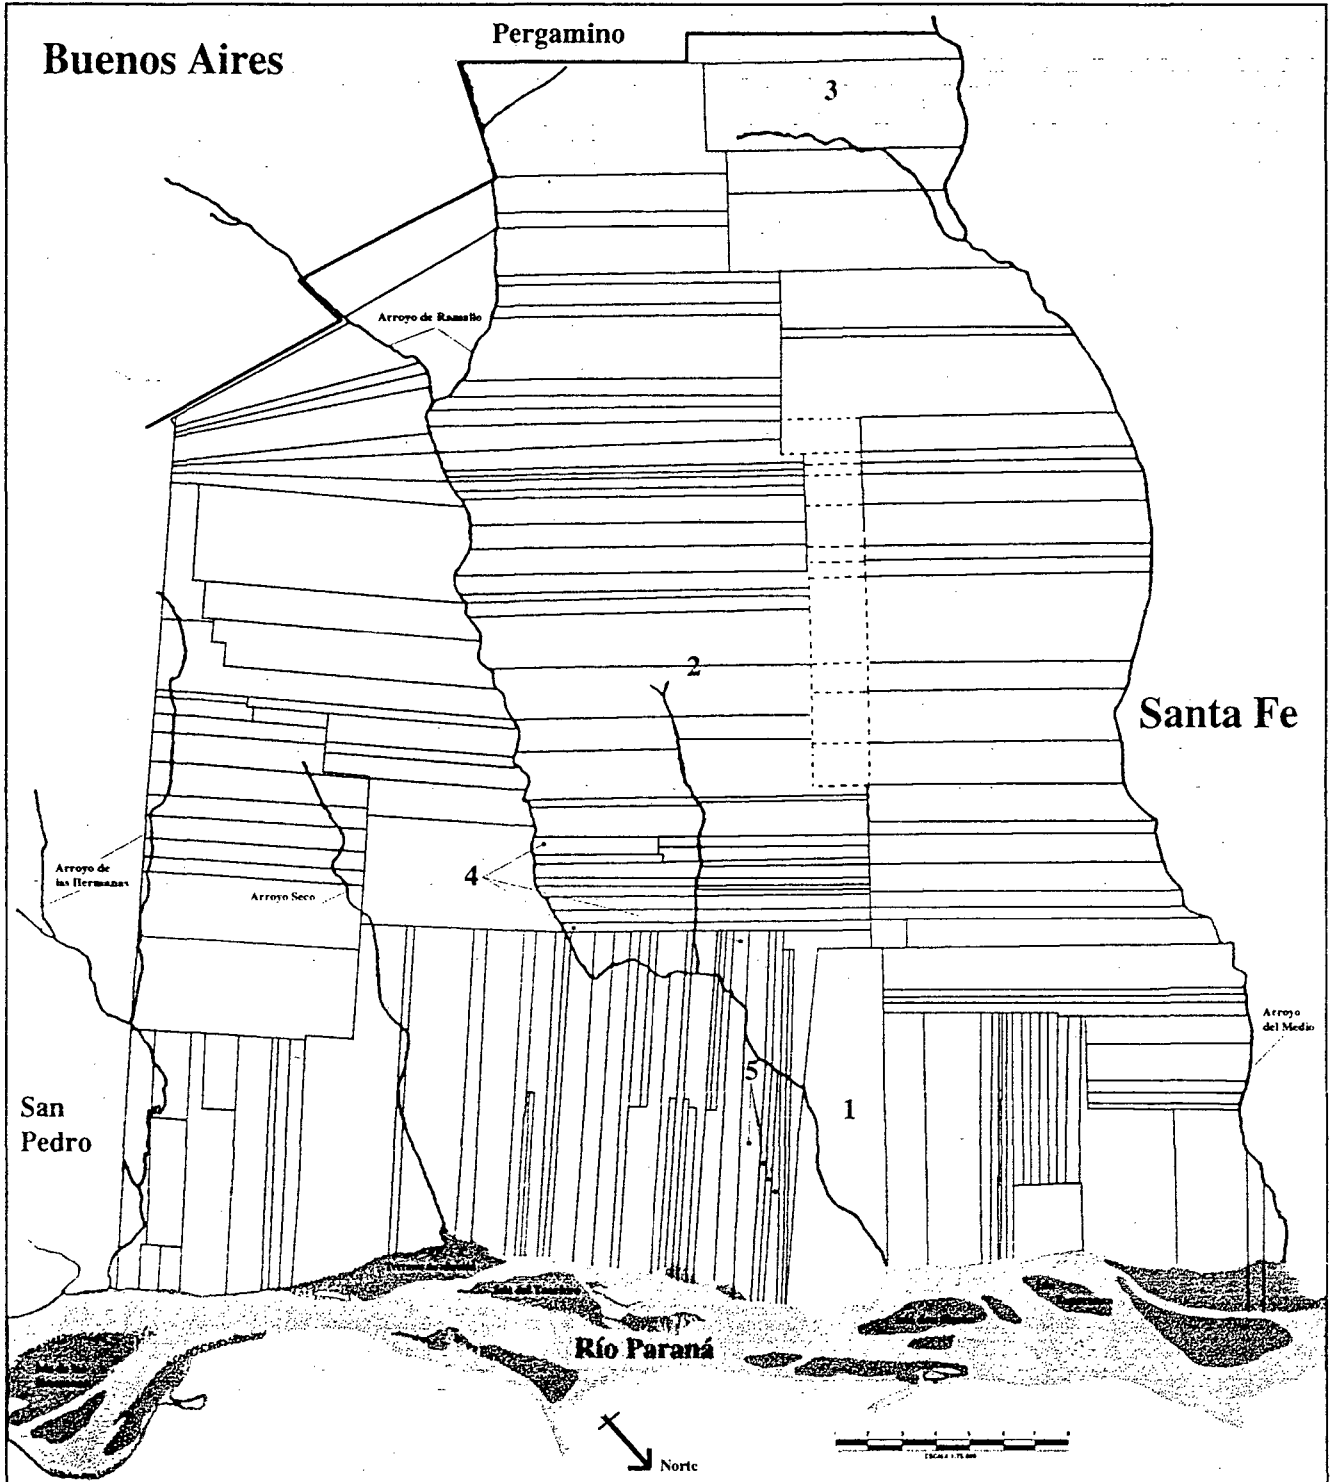 Pergamino
Buenos Aires
3
Arroyo de Ramallo
2
Santa Fe
Arroyo de
las Hermanas
4
Arroyo Seco
Arroyo
del Medio
5
1
San
Pedro
Río Paraná
Norte
ESCALA